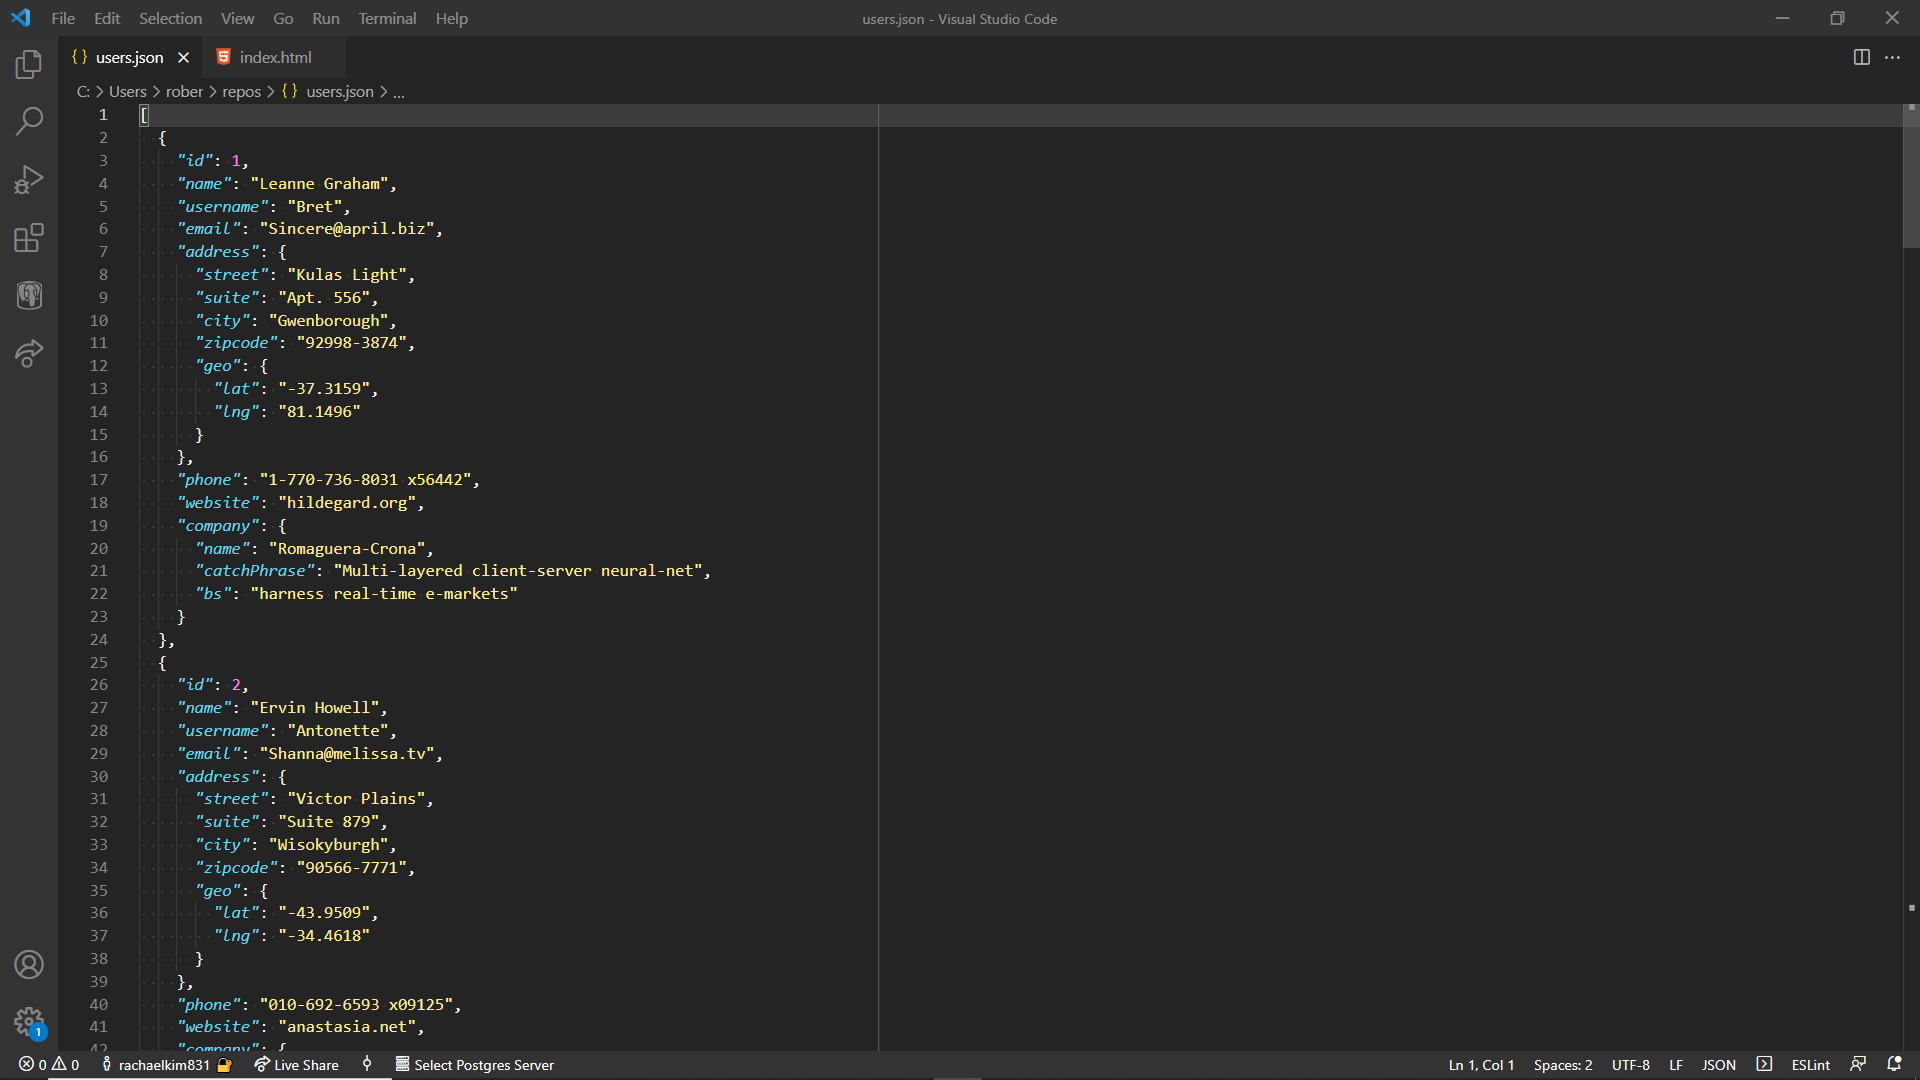 File Edit Selection View Go Run Terminal Help
users.json - Visual Studio Code
{ } users.json × index.html
C: > Users > rober > repos > { } users.json > ...
1 [
2 {
3 "id": 1,
4 "name": "Leanne Graham",
5 "username": "Bret",
6 "email": "Sincere@april.biz",
7 "address": {
8 "street": "Kulas Light",
9 "suite": "Apt. 556",
10 "city": "Gwenborough",
11 "zipcode": "92998-3874",
12 "geo": {
13 "lat": "-37.3159",
14 "lng": "81.1496"
15 }
16 },
17 "phone": "1-770-736-8031 x56442",
18 "website": "hildegard.org",
19 "company": {
20 "name": "Romaguera-Crona",
21 "catchPhrase": "Multi-layered client-server neural-net",
22 "bs": "harness real-time e-markets"
23 }
24 },
25 {
26 "id": 2,
27 "name": "Ervin Howell",
28 "username": "Antonette",
29 "email": "Shanna@melissa.tv",
30 "address": {
31 "street": "Victor Plains",
32 "suite": "Suite 879",
33 "city": "Wisokyburgh",
34 "zipcode": "90566-7771",
35 "geo": {
36 "lat": "-43.9509",
37 "lng": "-34.4618"
38 }
39 },
40 "phone": "010-692-6593 x09125",
41 "website": "anastasia.net",
42 "company": {
1
0 0 rachaelkim831 Live Share Select Postgres Server
Ln 1, Col 1 Spaces: 2 UTF-8 LF JSON ESLint